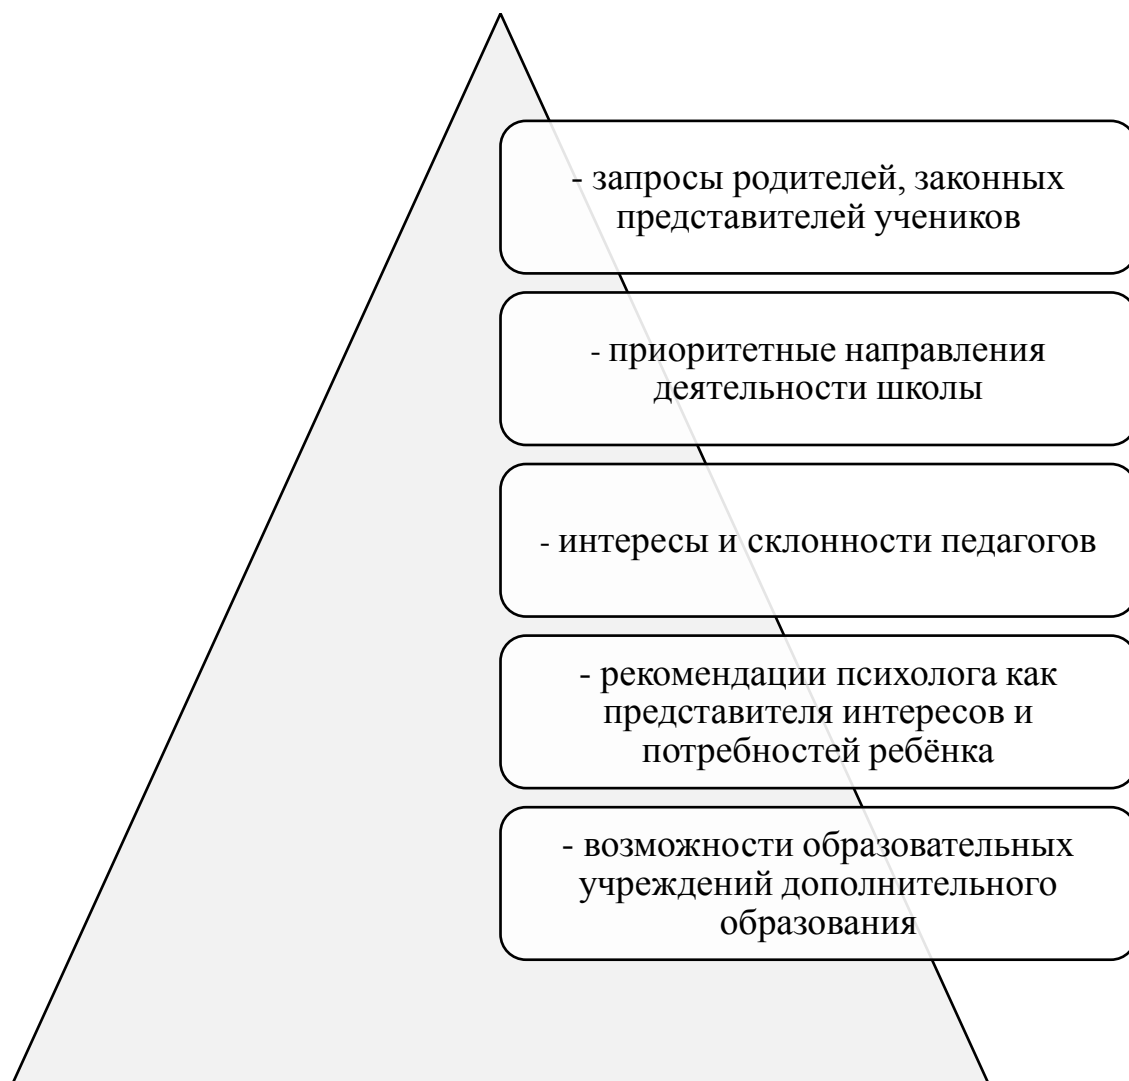 - запросы родителей, законных
представителей учеников
- приоритетные направления
деятельности школы
- интересы и склонности педагогов
- рекомендации психолога как
представителя интересов и
потребностей ребёнка
- возможности образовательных
учреждений дополнительного
образования